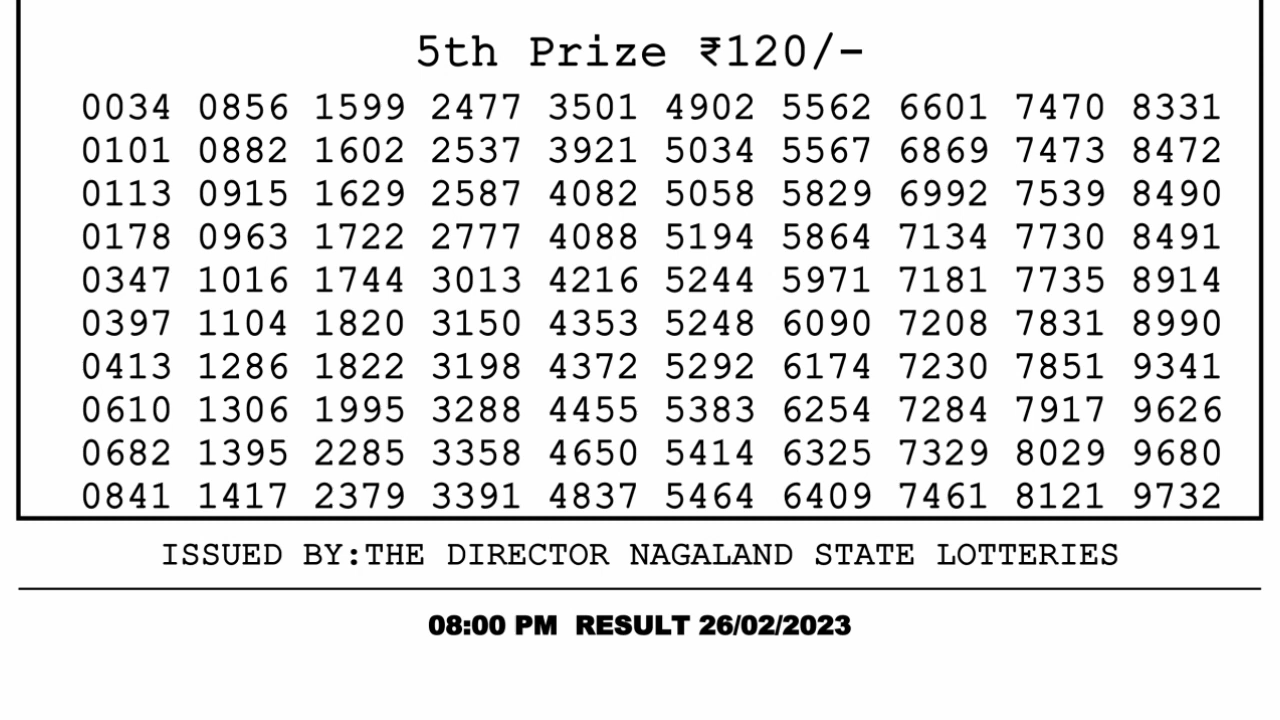 5th Prize ₹120/-
0034 0856 1599 2477 3501 4902 5562 6601 7470 8331
0101 0882 1602 2537 3921 5034 5567 6869 7473 8472
0113 0915 1629 2587 4082 5058 5829 6992 7539 8490
0178 0963 1722 2777 4088 5194 5864 7134 7730 8491
0347 1016 1744 3013 4216 5244 5971 7181 7735 8914
0397 1104 1820 3150 4353 5248 6090 7208 7831 8990
0413 1286 1822 3198 4372 5292 6174 7230 7851 9341
0610 1306 1995 3288 4455 5383 6254 7284 7917 9626
0682 1395 2285 3358 4650 5414 6325 7329 8029 9680
0841 1417 2379 3391 4837 5464 6409 7461 8121 9732
ISSUED BY:THE DIRECTOR NAGALAND STATE LOTTERIES
08:00 PM RESULT 26/02/2023